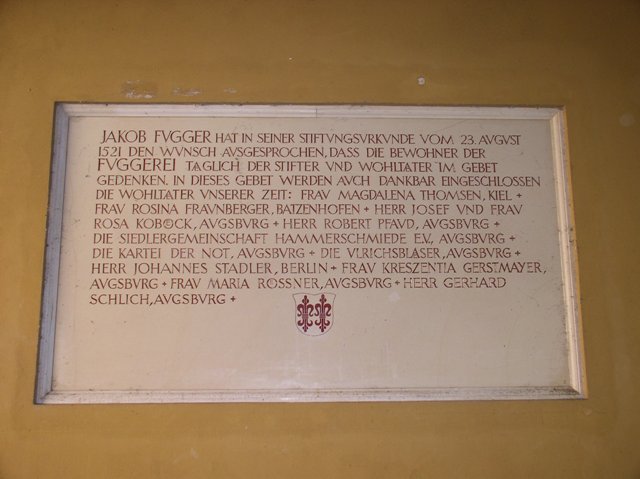 JAKOB FVGGER HAT IN SEINER STIFTVNGSVRKVNDE VOM 23. AVGVST
1521 DEN WVNSCH AVSGESPROCHEN, DASS DIE BEWOHNER DER
FVGGEREI TÄGLICH DER STIFTER VND WOHLTÄTER IM GEBET
GEDENKEN. IN DIESES GEBET WERDEN AVCH DANKBAR EINGESCHLOSSEN
DIE WOHLTÄTER VNSERER ZEIT: FRAV MAGDALENA THOMSEN, KIEL +
FRAV ROSINA FRAVNBERGER, BATZENHOFEN + HERR JOSEF VND FRAV
ROSA KOBOCK, AVGSBVRG + HERR ROBERT PFAVD, AVGSBVRG +
DIE SIEDLERGEMEINSCHAFT HAMMERSCHMIEDE E.V., AVGSBVRG +
DIE KARTEI DER NOT, AVGSBVRG + DIE VLRICHSBLÄSER, AVGSBVRG +
HERR JOHANNES STADLER, BERLIN + FRAV KRESZENTIA GERSTMAYER,
AVGSBVRG + FRAV MARIA RÖSSNER, AVGSBVRG + HERR GERHARD
SCHLICH, AVGSBVRG +